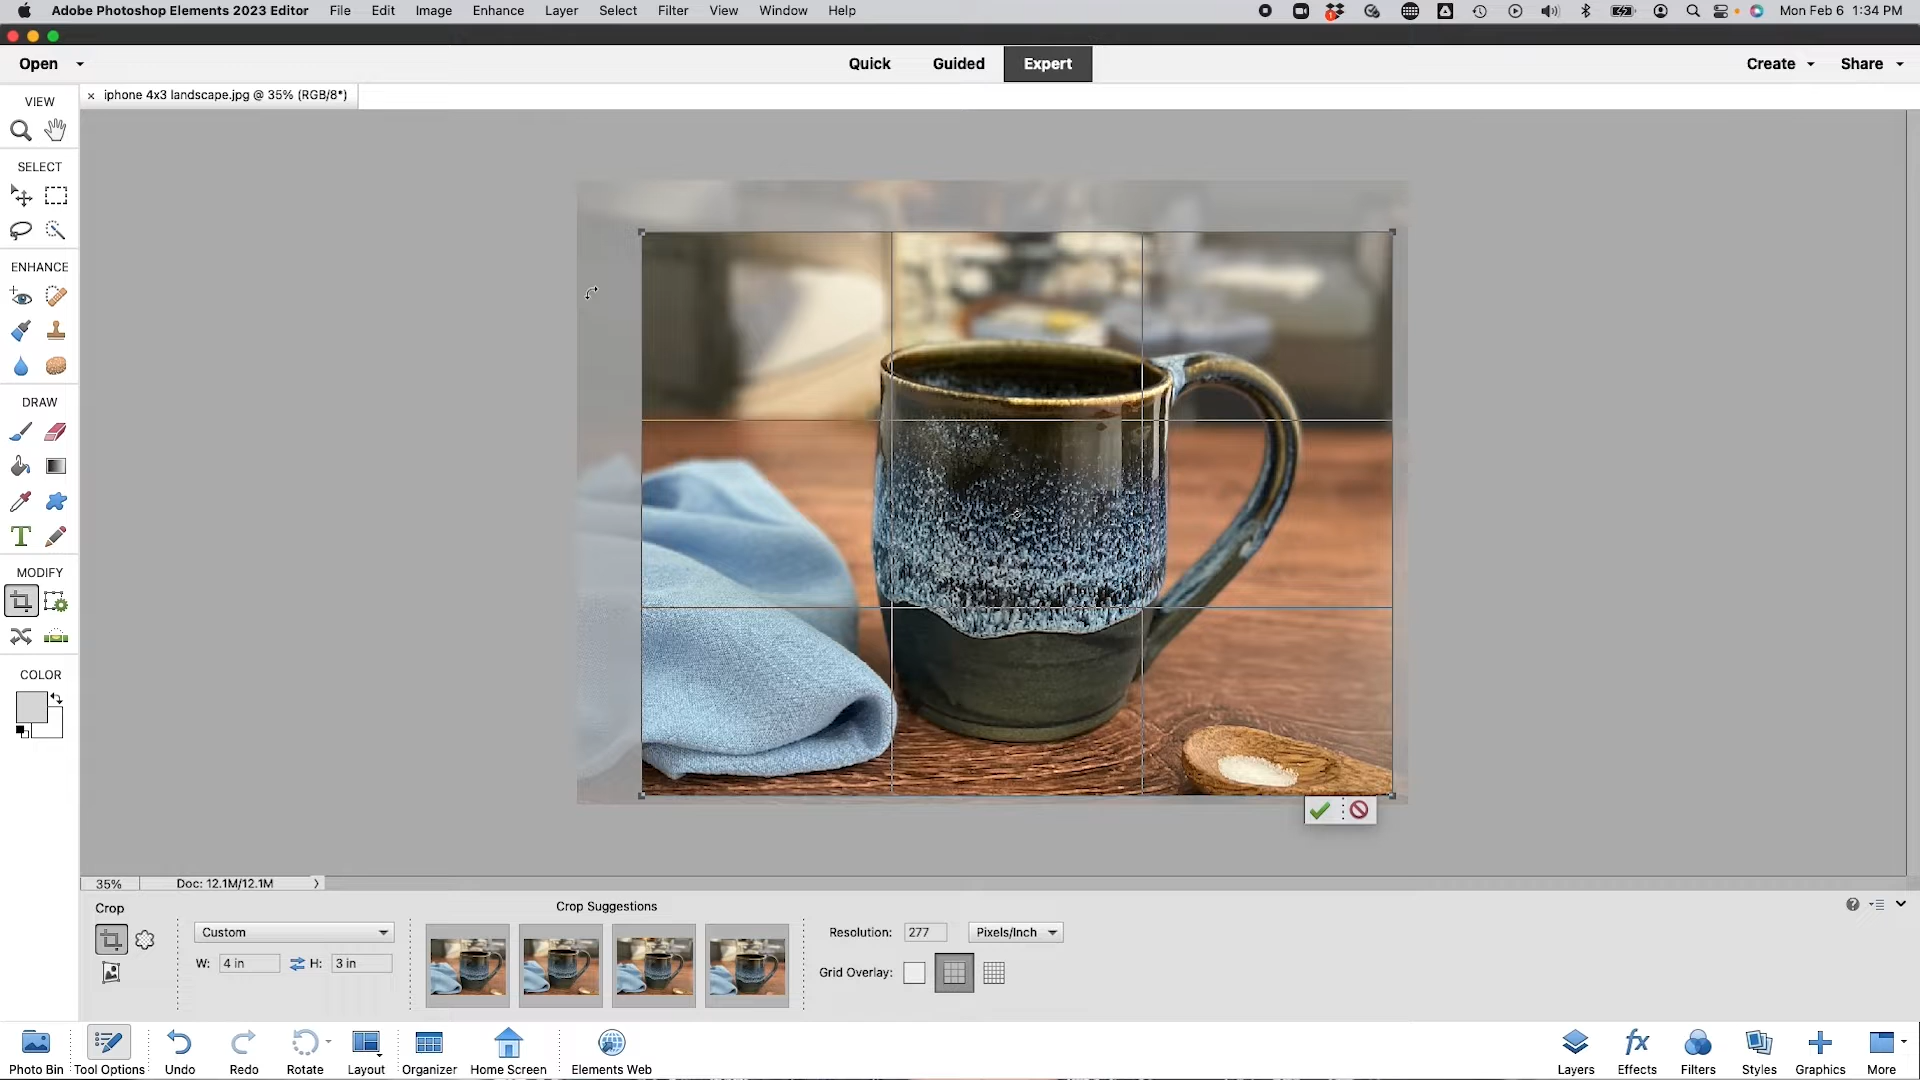 Adobe Photoshop Elements 2023 Editor File Edit Image Enhance Layer Select Filter View Window Help Mon Feb 6 1:34 PM
Open Quick Guided Expert Create Share
× iphone 4x3 landscape.jpg @ 35% (RGB/8*)
VIEW
SELECT
ENHANCE
DRAW
T
MODIFY
COLOR
35% Doc: 12.1M/12.1M >
Crop Crop Suggestions
Custom Resolution: 277 Pixels/Inch
W: 4 in H: 3 in Grid Overlay:
Photo Bin Tool Options Undo Redo Rotate Layout Organizer Home Screen Elements Web Layers Effects Filters Styles Graphics More